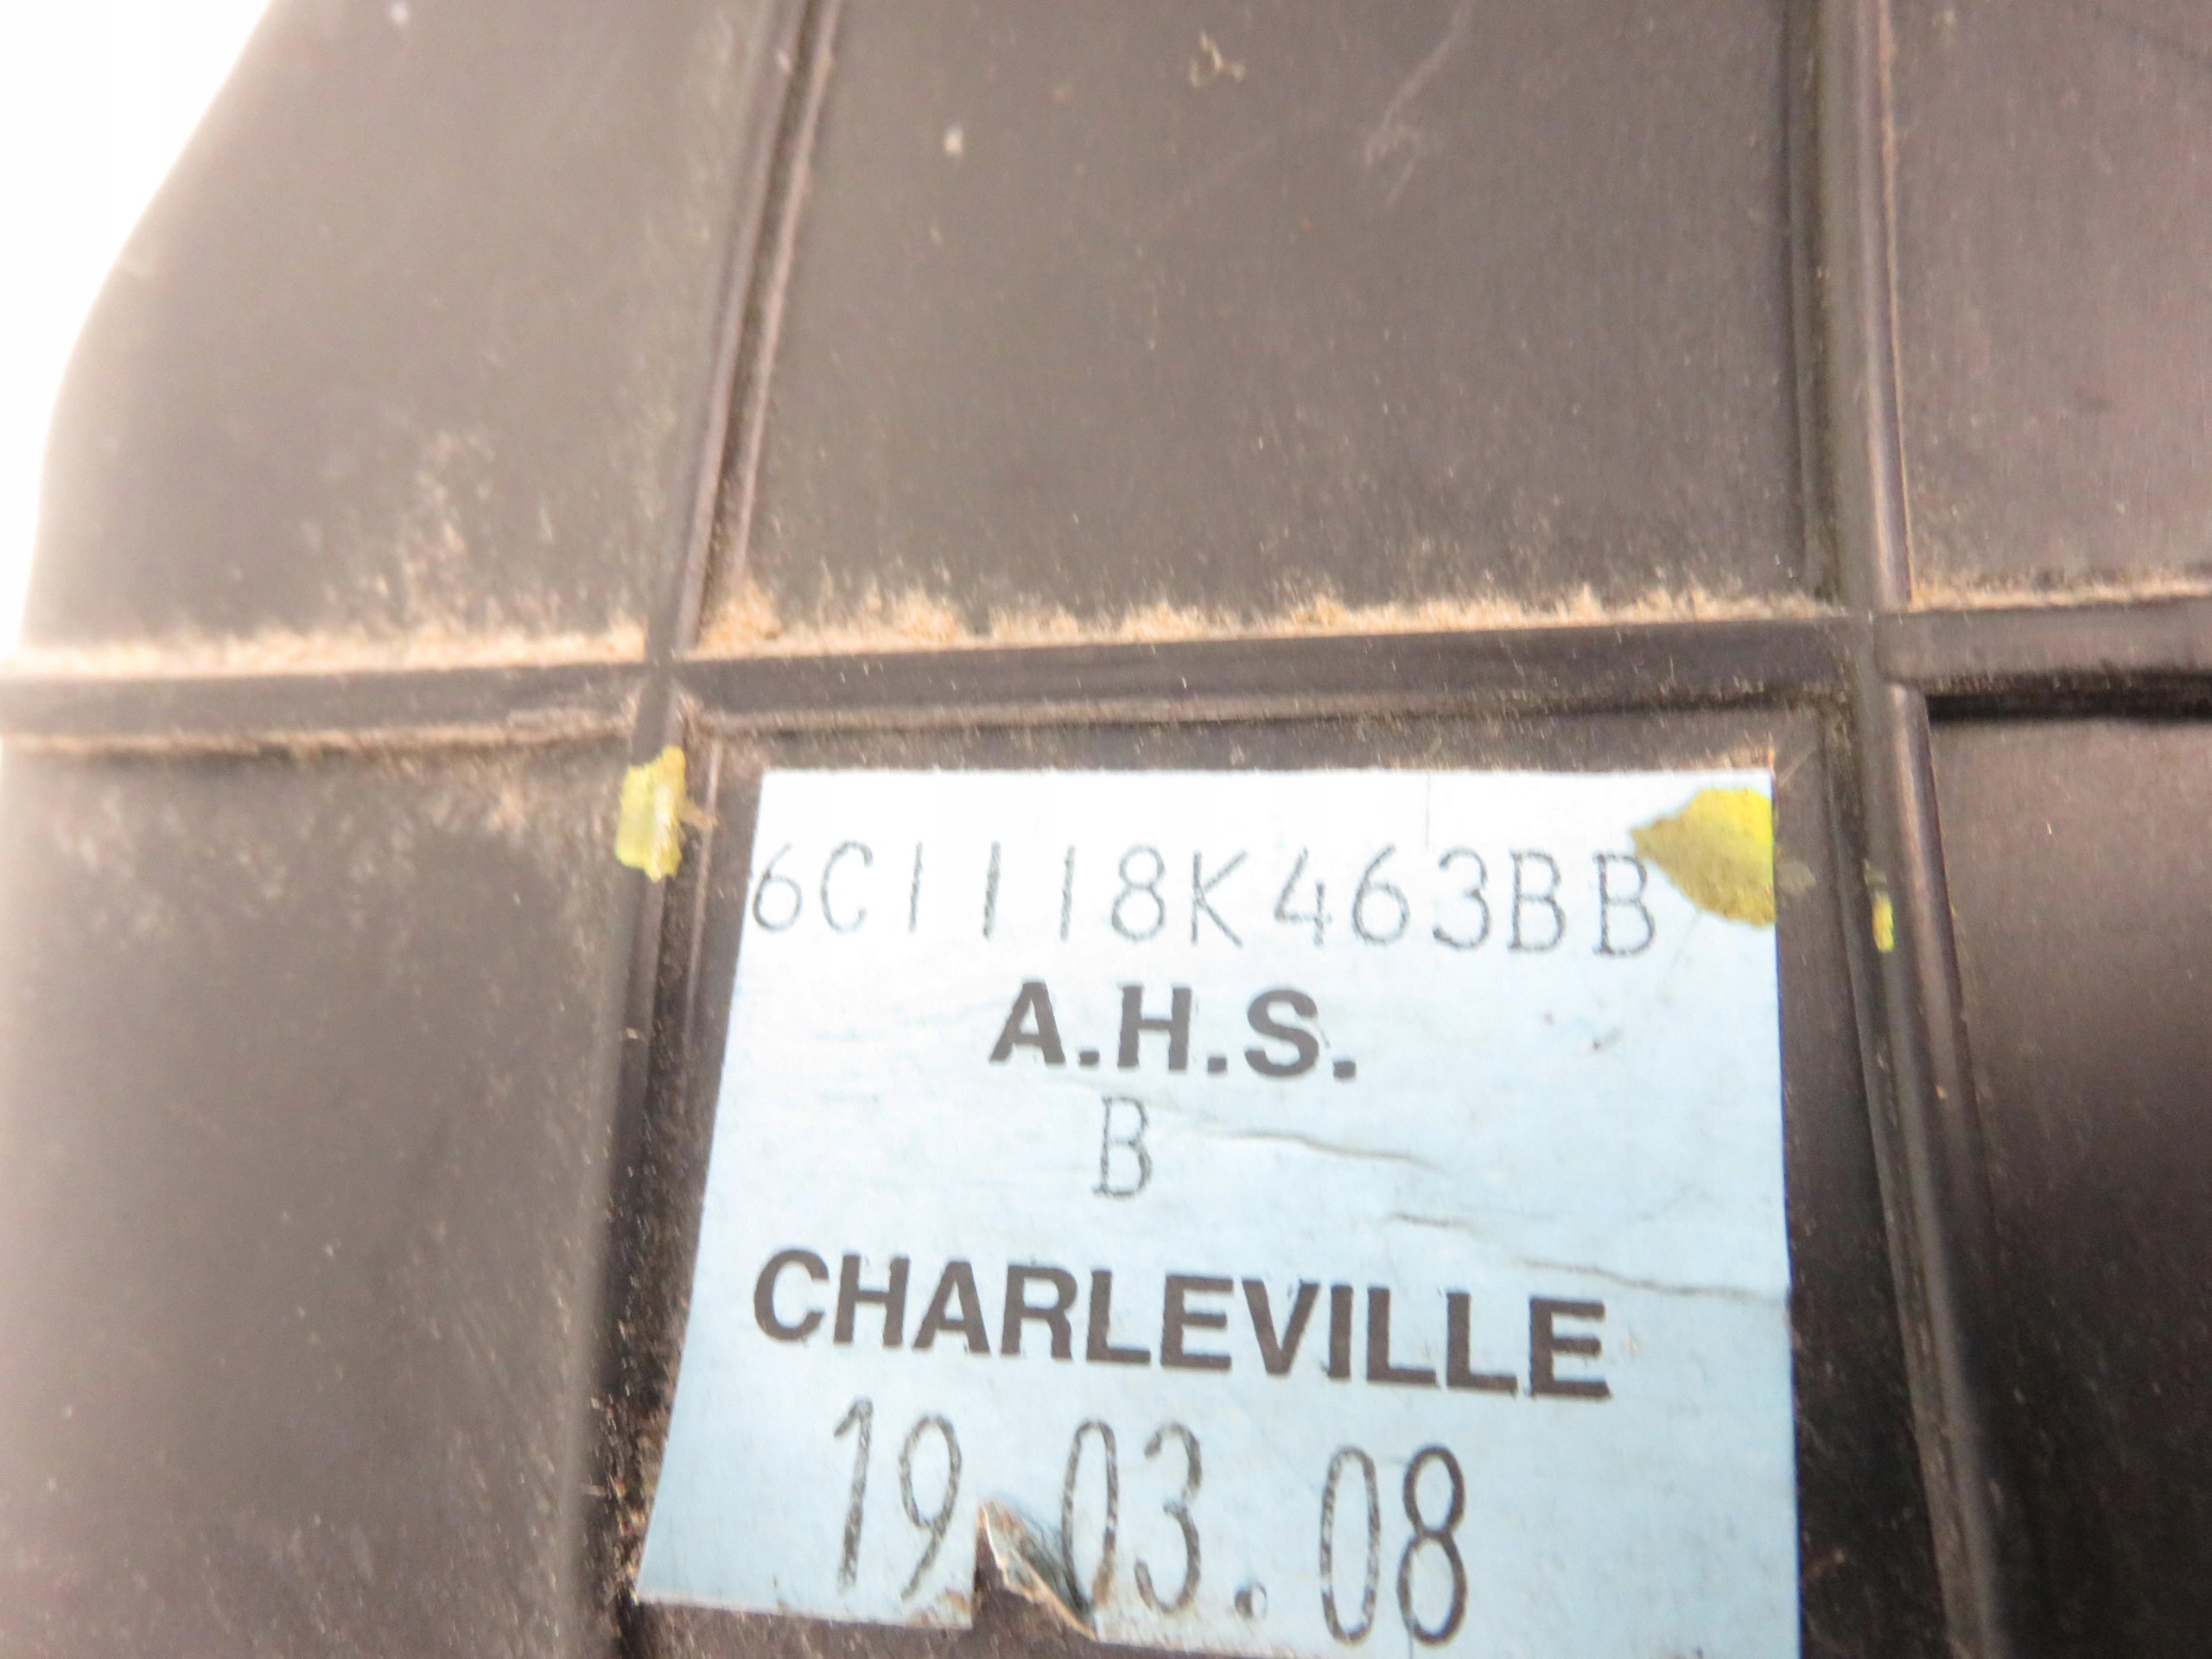 6C1118K463BB
A.H.S.
B
CHARLEVILLE
19.03.08